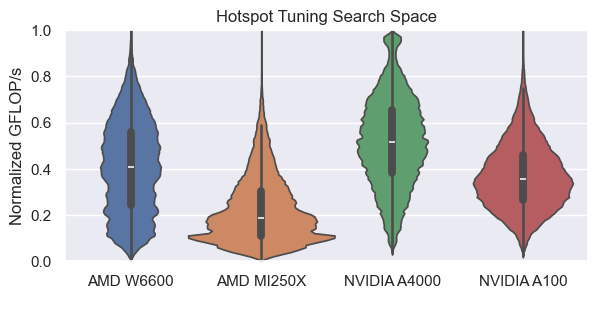 Hotspot Tuning Search Space
Normalized GFLOP/s
1.0
0.8
0.6
0.4
0.2
0.0
AMD W6600
AMD MI250X
NVIDIA A4000
NVIDIA A100